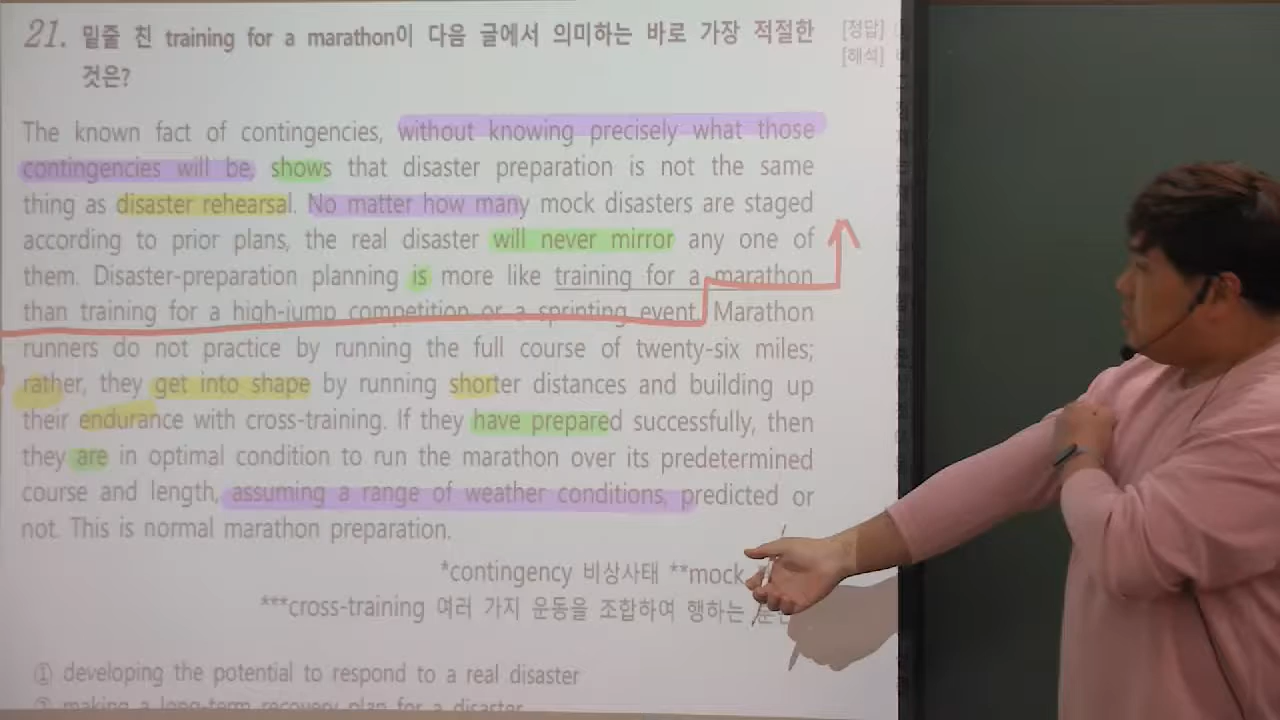 21. 밑줄 친 training for a marathon이 다음 글에서 의미하는 바로 가장 적절한
것은?
[정답]
[해석]
The known fact of contingencies, without knowing precisely what those
contingencies will be, shows that disaster preparation is not the same
thing as disaster rehearsal. No matter how many mock disasters are staged
according to prior plans, the real disaster will never mirror any one of
them. Disaster-preparation planning is more like training for a marathon
than training for a high-jump competition or a sprinting event. Marathon
runners do not practice by running the full course of twenty-six miles;
rather, they get into shape by running shorter distances and building up
their endurance with cross-training. If they have prepared successfully, then
they are in optimal condition to run the marathon over its predetermined
course and length, assuming a range of weather conditions, predicted or
not. This is normal marathon preparation.
*contingency 비상사태 **mock
***cross-training 여러 가지 운동을 조합하여 행하는
① developing the potential to respond to a real disaster
② making a long-term recovery plan for a disaster